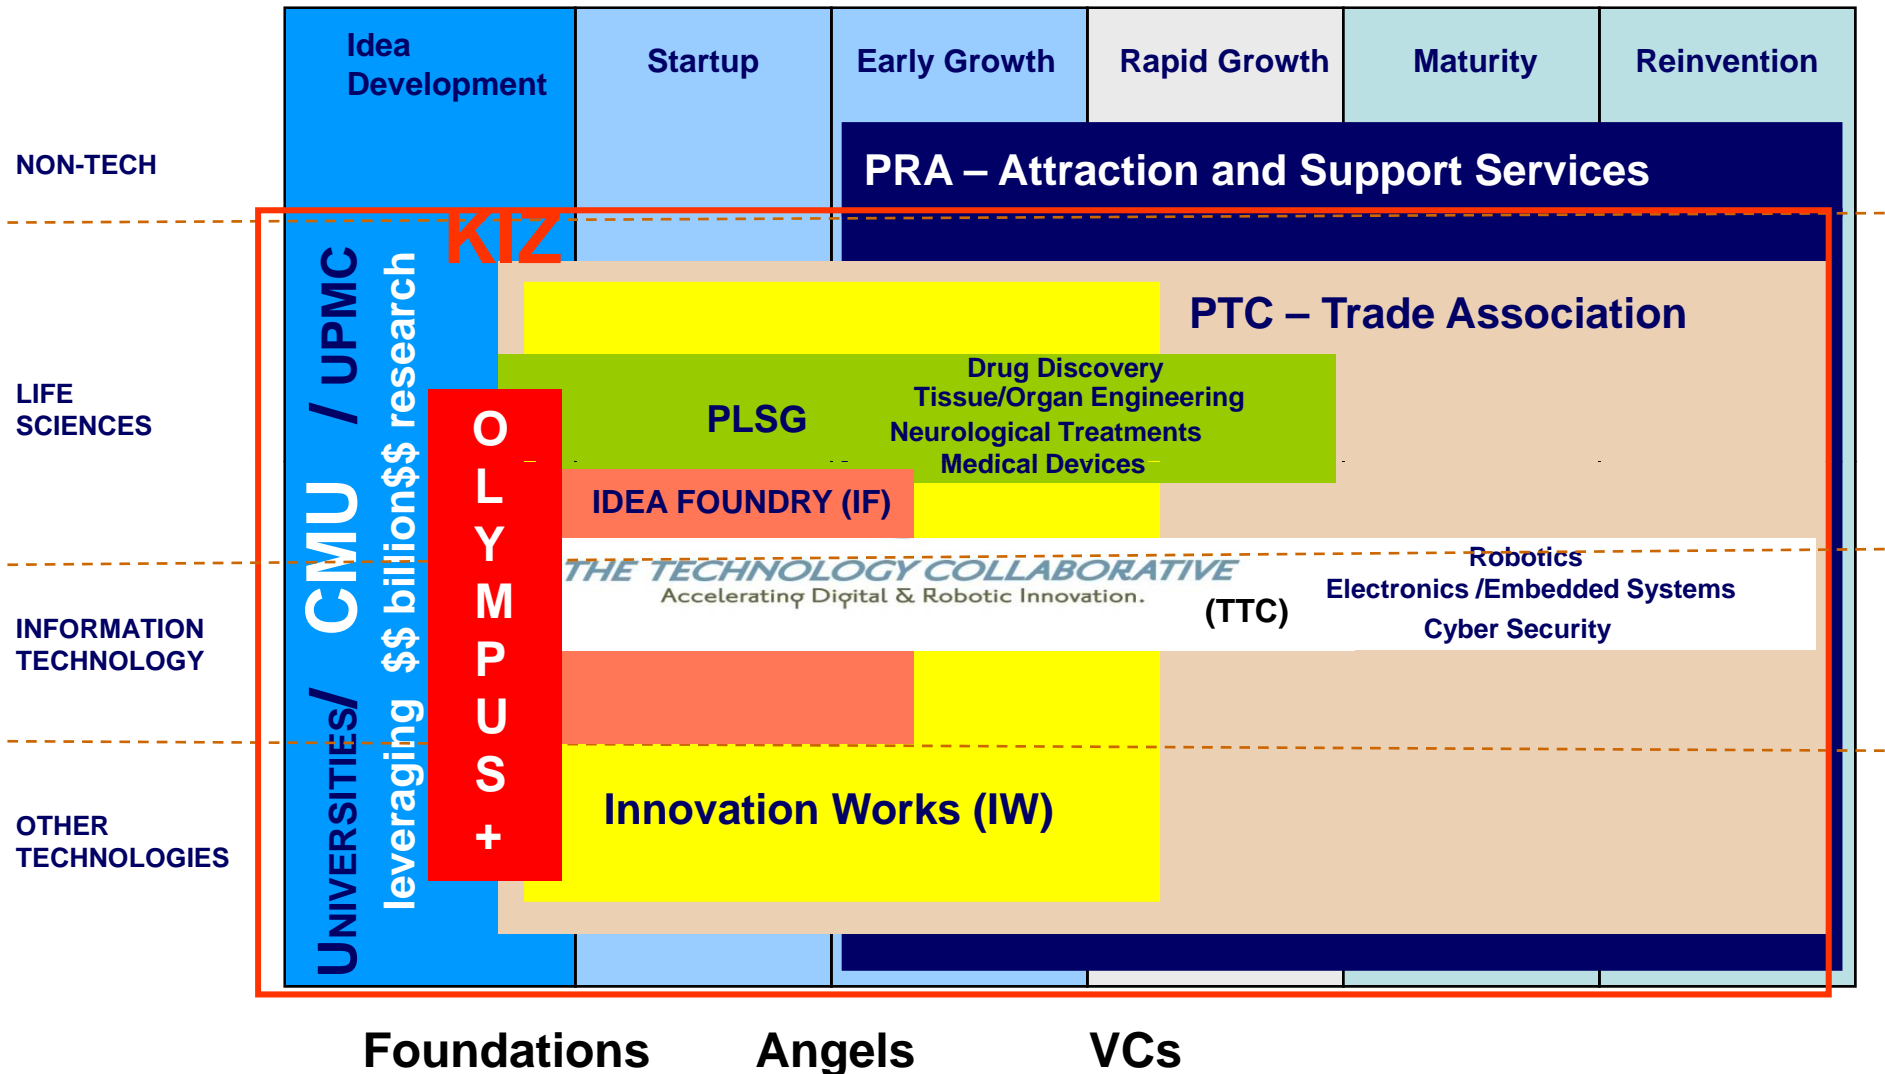 Idea
Development
Startup
Early Growth
Rapid Growth
Maturity
Reinvention
NON-TECH
PRA – Attraction and Support Services
KIZ
UNIVERSITIES/ CMU / UPMC
leveraging $$ billion$$ research
PTC – Trade Association
LIFE
SCIENCES
OLYMPUS+
PLSG
Drug Discovery
Tissue/Organ Engineering
Neurological Treatments
Medical Devices
IDEA FOUNDRY (IF)
THE TECHNOLOGY COLLABORATIVE
Accelerating Digital & Robotic Innovation.
(TTC)
Robotics
Electronics /Embedded Systems
Cyber Security
INFORMATION
TECHNOLOGY
Innovation Works (IW)
OTHER
TECHNOLOGIES
Foundations
Angels
VCs